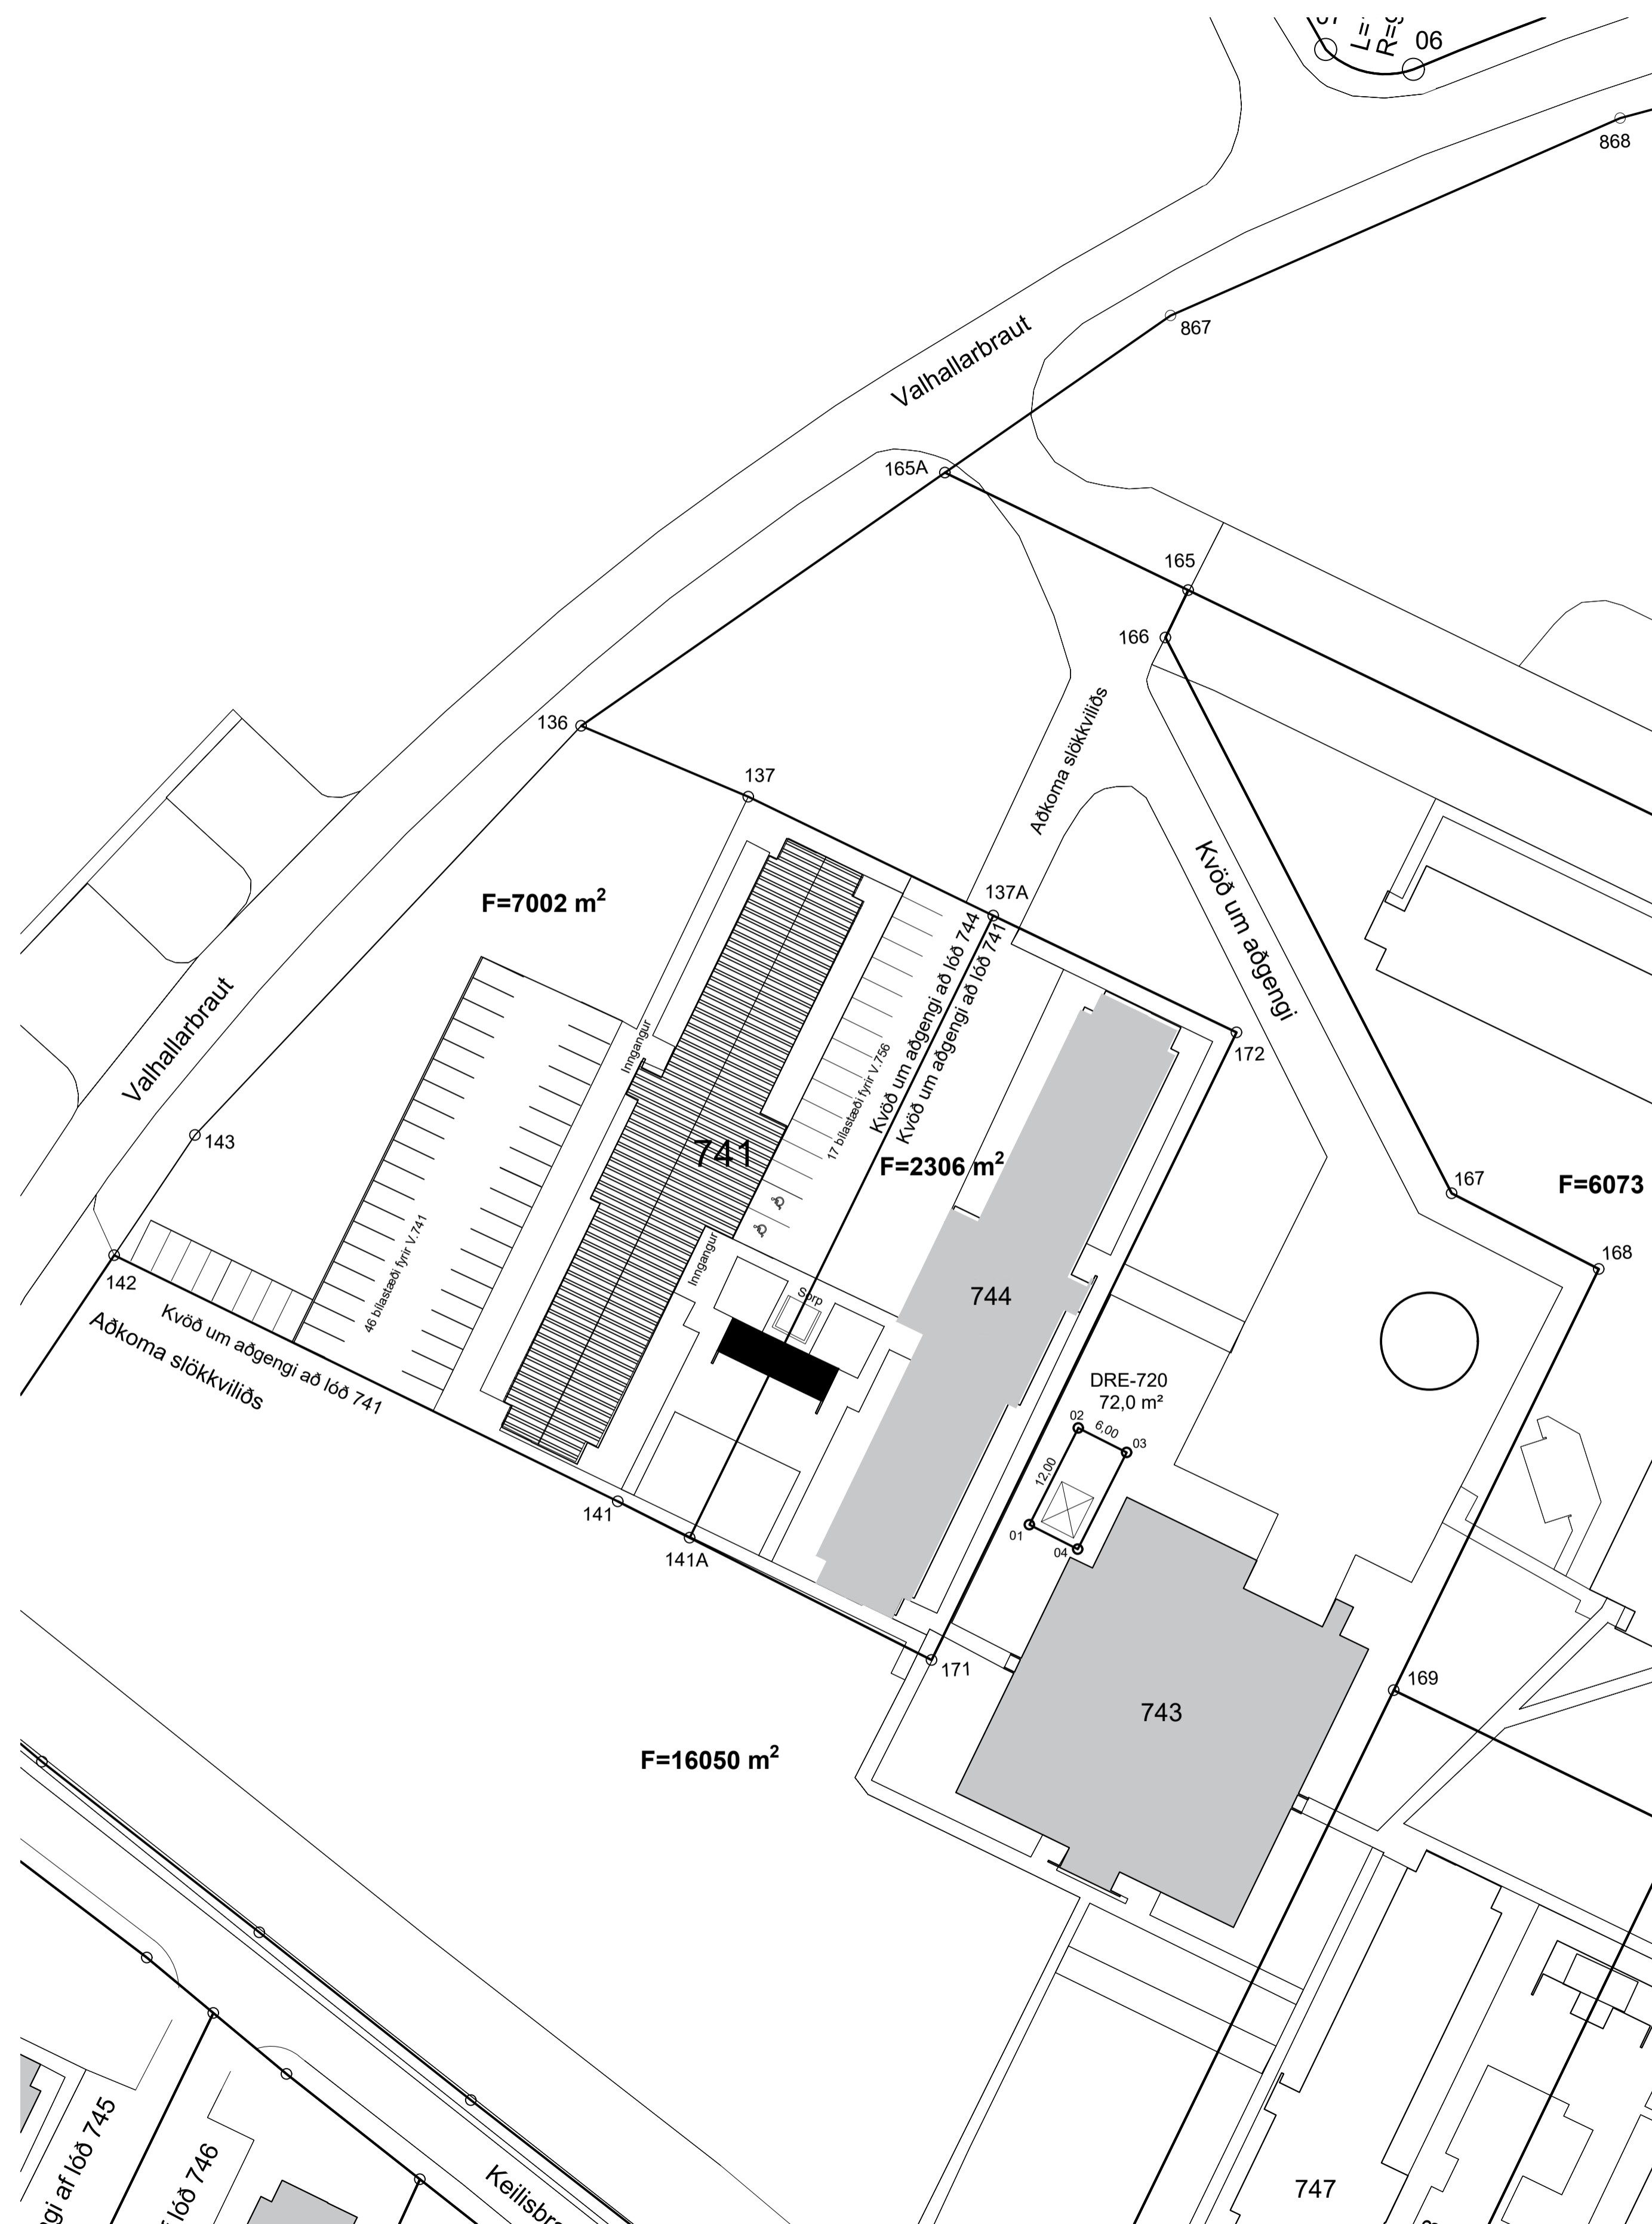 06
868
867
Valhallarbraut
165A
165
166
136
137
Aðkoma slökkviliðs
137A
Kvöð um aðgengi
F=7002 m²
Kvöð um aðgengi að lóð 744
Kvöð um aðgengi að lóð 741
172
Inngangur
17 bílastæði fyrir V.756
Valhallarbraut
143
741
F=2306 m²
167
F=6073
168
46 bílastæði fyrir V.741
Inngangur
142
Sorp
744
Kvöð um aðgengi að lóð 741
Aðkoma slökkviliðs
DRE-720
72,0 m²
02
6,00
03
12,00
01
04
141
141A
171
169
743
F=16050 m²
gi af lóð 745
lóð 746
Keilisbr
747